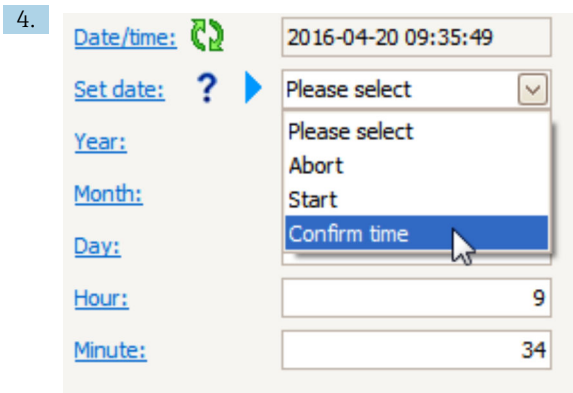 4.
Date/time: 2016-04-20 09:35:49
Set date: ? Please select
Please select
Year:
Abort
Month:
Start
Confirm time
Day:
Hour: 9
Minute: 34